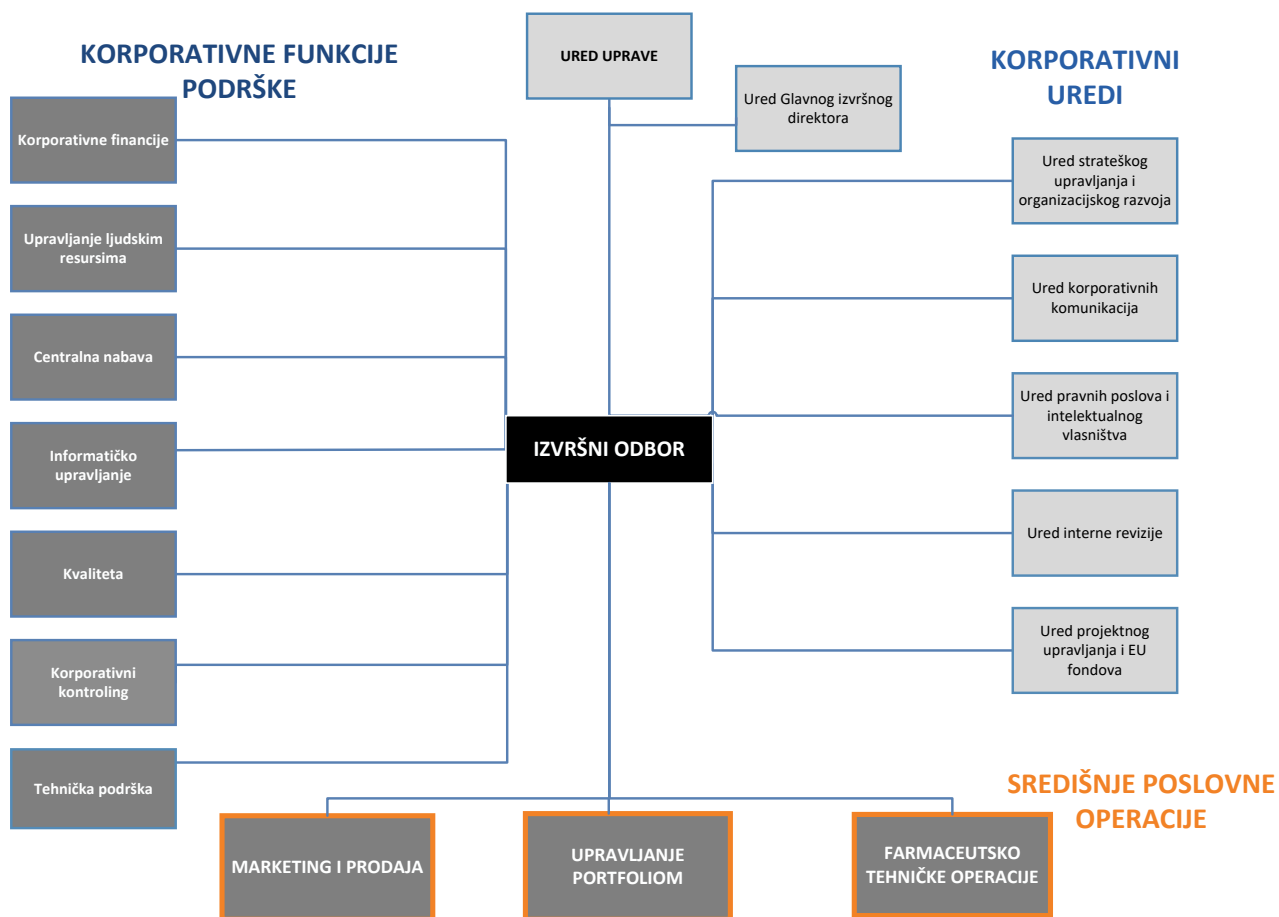 KORPORATIVNE FUNKCIJE
PODRŠKE
URED UPRAVE
Ured Glavnog izvršnog
direktora
KORPORATIVNI
UREDI
Korporativne financije
Upravljanje ljudskim
resursima
Centralna nabava
Informatičko
upravljanje
Kvaliteta
Korporativni
kontroling
Tehnička podrška
IZVRŠNI ODBOR
Ured strateškog
upravljanja i
organizacijskog razvoja
Ured korporativnih
komunikacija
Ured pravnih poslova i
intelektualnog
vlasništva
Ured interne revizije
Ured projektnog
upravljanja i EU
fondova
SREDIŠNJE POSLOVNE
OPERACIJE
MARKETING I PRODAJA
UPRAVLJANJE
PORTFOLIOM
FARMACEUTSKO
TEHNIČKE OPERACIJE